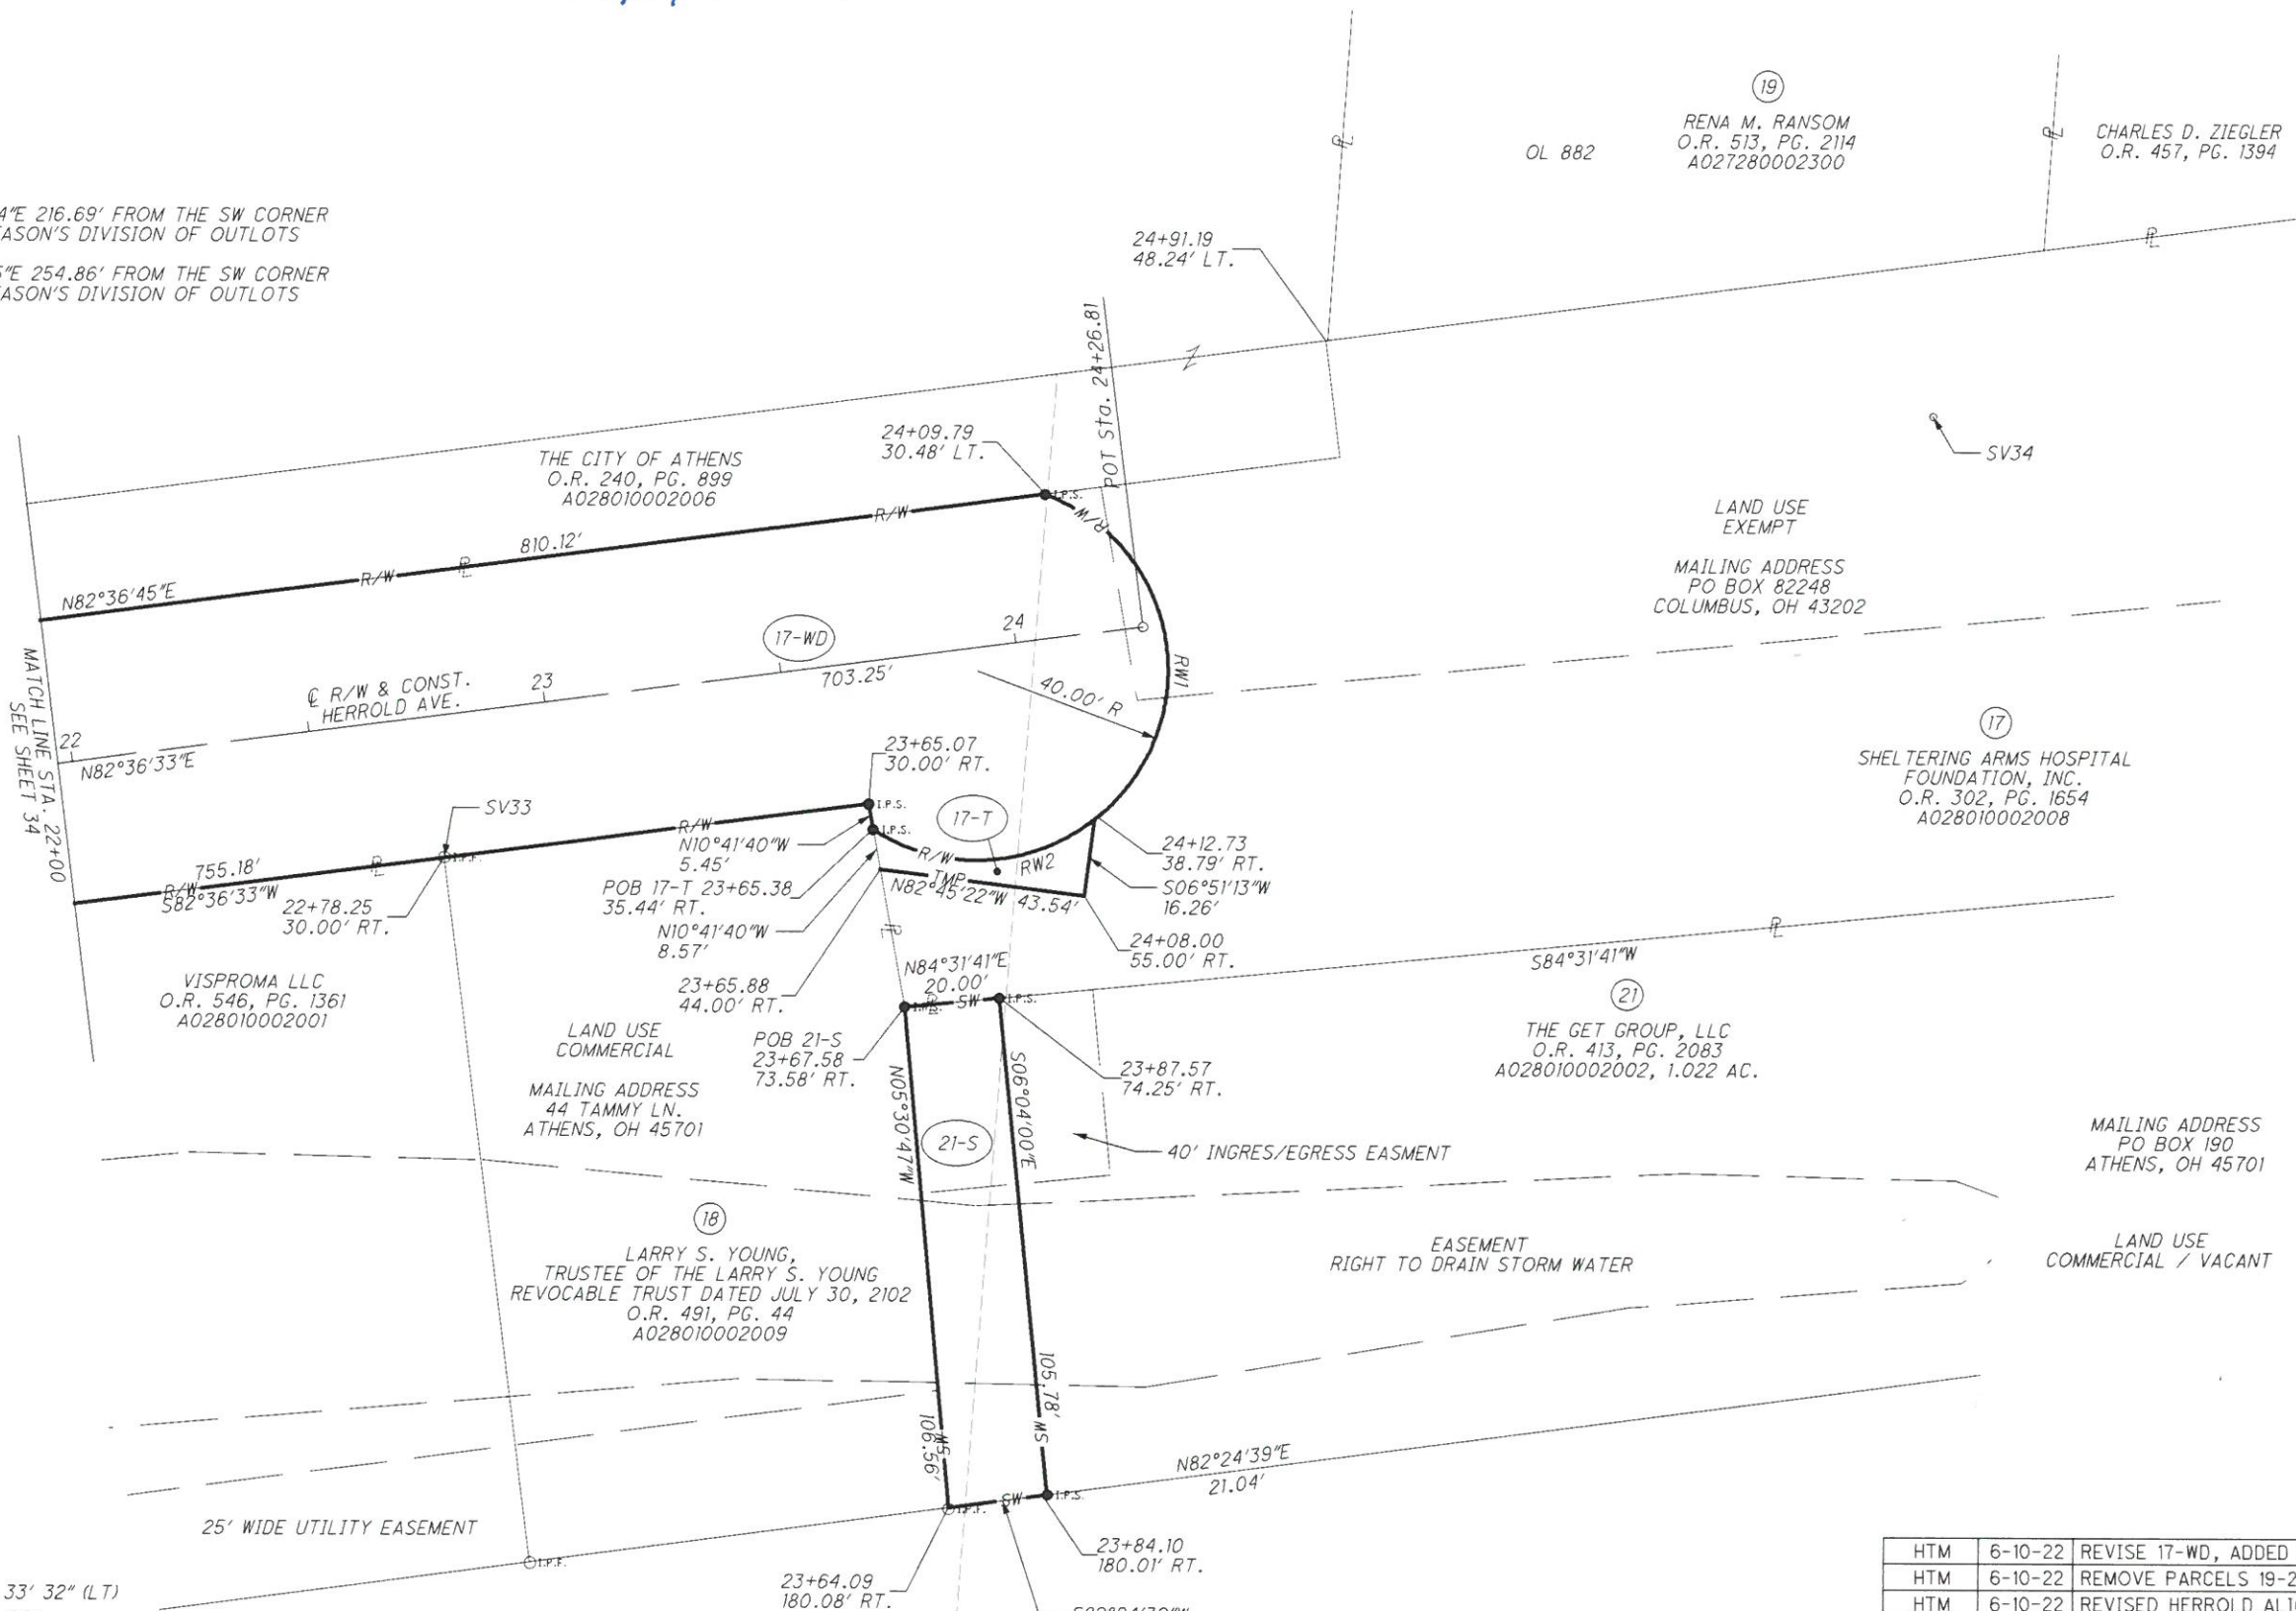 19
RENA M. RANSOM
O.R. 513, PG. 2114
A027280002300
OL 882
CHARLES D. ZIEGLER
O.R. 457, PG. 1394
4"E 216.69' FROM THE SW CORNER
EASON'S DIVISION OF OUTLOTS
5"E 254.86' FROM THE SW CORNER
EASON'S DIVISION OF OUTLOTS
24+91.19
48.24' LT.
PL
PL
PL
Z
POT Sta. 24+26.81
24+09.79
30.48' LT.
I.P.S.
THE CITY OF ATHENS
O.R. 240, PG. 899
A028010002006
R/W
R/W
R/W
810.12'
PL
N82°36'45"E
SV34
LAND USE
EXEMPT
MAILING ADDRESS
PO BOX 82248
COLUMBUS, OH 43202
17-WD
24
703.25'
40.00' R
RW1
℄ R/W & CONST.
HERROLD AVE.
23
22
N82°36'33"E
MATCH LINE STA. 22+00
SEE SHEET 34
23+65.07
30.00' RT.
I.P.S.
SV33
I.P.F.
R/W
N10°41'40"W
5.45'
I.P.S.
17-T
R/W
RW2
17
SHELTERING ARMS HOSPITAL
FOUNDATION, INC.
O.R. 302, PG. 1654
A028010002008
24+12.73
38.79' RT.
S06°51'13"W
16.26'
755.18'
R/W
S82°36'33"W
PL
22+78.25
30.00' RT.
POB 17-T 23+65.38
35.44' RT.
TMP
N82°45'22"W 43.54'
N10°41'40"W
8.57'
PL
24+08.00
55.00' RT.
PL
S84°31'41"W
23+65.88
44.00' RT.
N84°31'41"E
20.00'
PL
SW
I.P.S.
I.P.S.
VISPROMA LLC
O.R. 546, PG. 1361
A028010002001
21
THE GET GROUP, LLC
O.R. 413, PG. 2083
A028010002002, 1.022 AC.
LAND USE
COMMERCIAL
POB 21-S
23+67.58
73.58' RT.
23+87.57
74.25' RT.
MAILING ADDRESS
44 TAMMY LN.
ATHENS, OH 45701
N05°30'47"W
S06°04'00"E
21-S
40' INGRES/EGRESS EASMENT
MAILING ADDRESS
PO BOX 190
ATHENS, OH 45701
18
LARRY S. YOUNG,
TRUSTEE OF THE LARRY S. YOUNG
REVOCABLE TRUST DATED JULY 30, 2102
O.R. 491, PG. 44
A028010002009
EASEMENT
RIGHT TO DRAIN STORM WATER
LAND USE
COMMERCIAL / VACANT
105.78'
SW
106.56'
SW
N82°24'39"E
21.04'
SW
I.P.S.
I.P.F.
25' WIDE UTILITY EASEMENT
I.P.F.
23+84.10
180.01' RT.
23+64.09
180.08' RT.
33' 32" (LT)
HTM 6-10-22 REVISE 17-WD, ADDED
HTM 6-10-22 REMOVE PARCELS 19-2
HTM 6-10-22 REVISED HERROLD